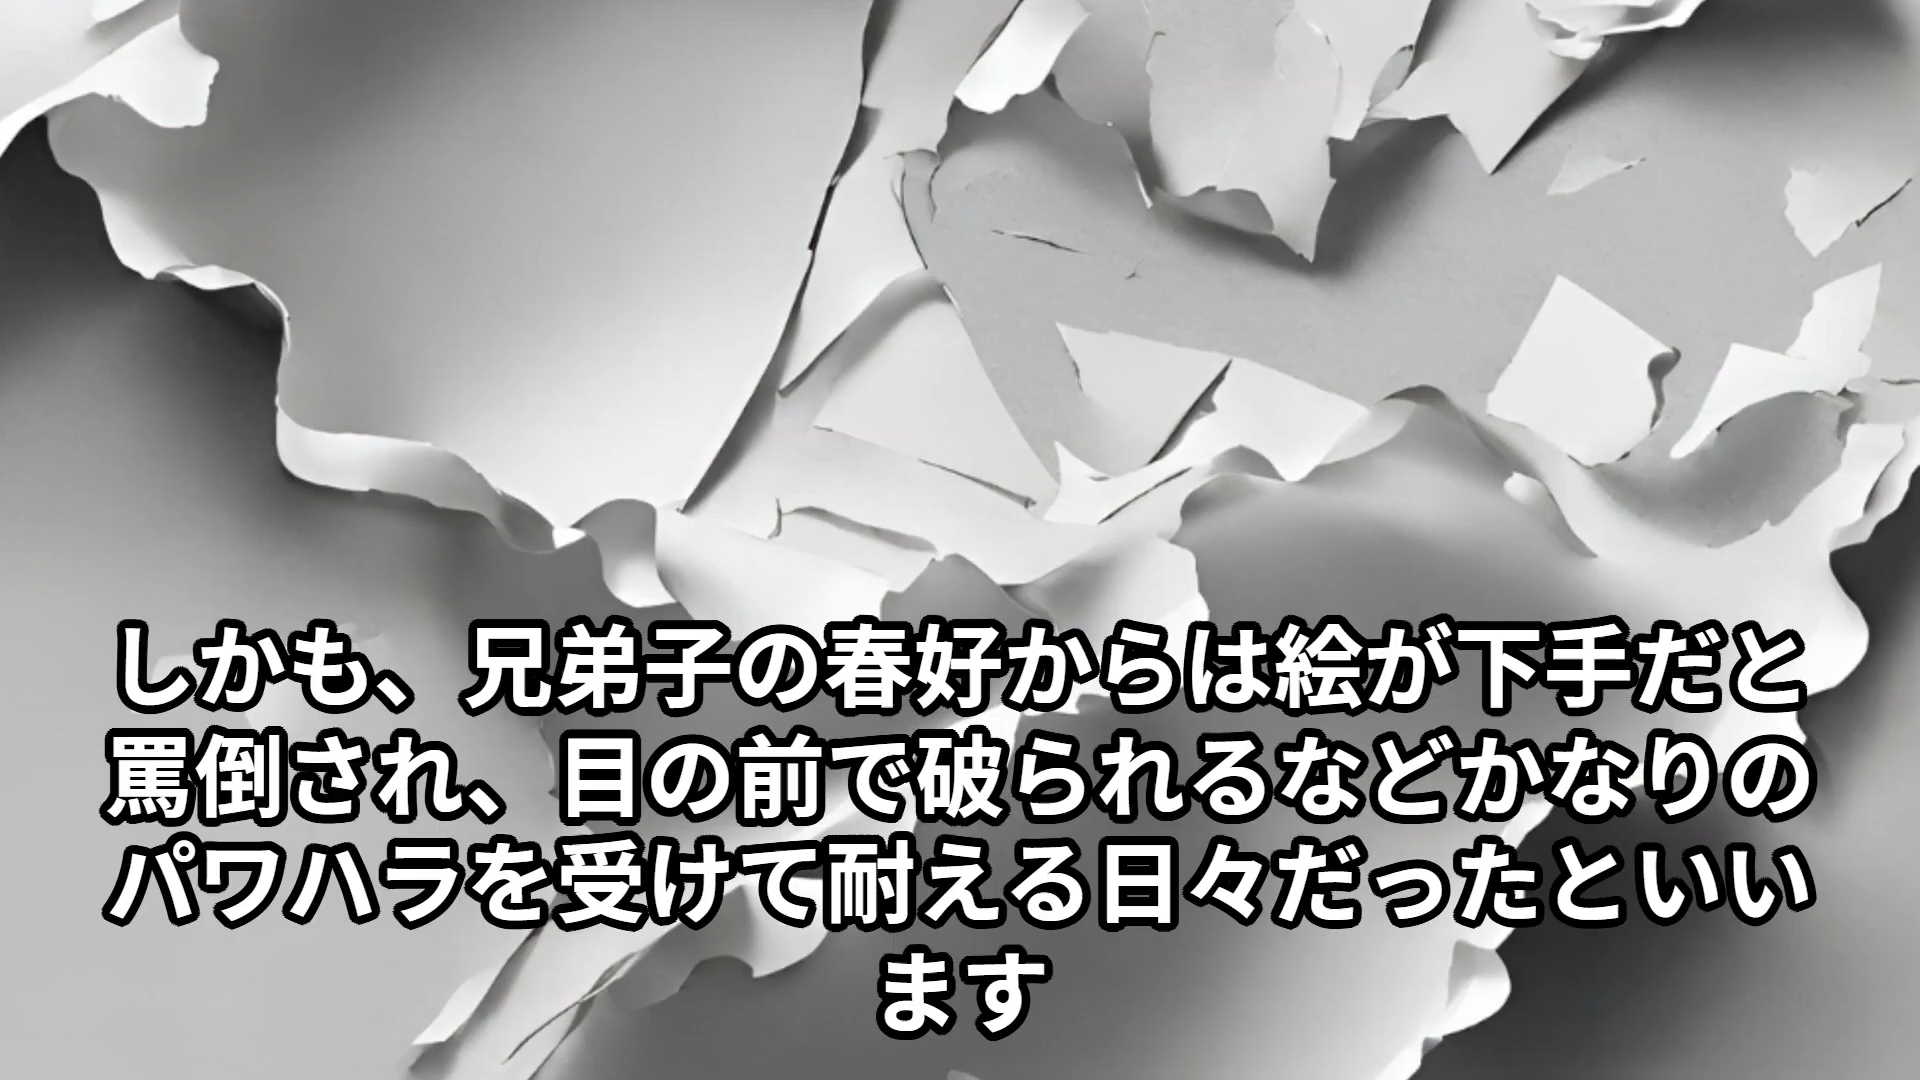 しかも、兄弟子の春好からは絵が下手だと
罵倒され、目の前で破られるなどかなりの
パワハラを受けて耐える日々だったといい
ます